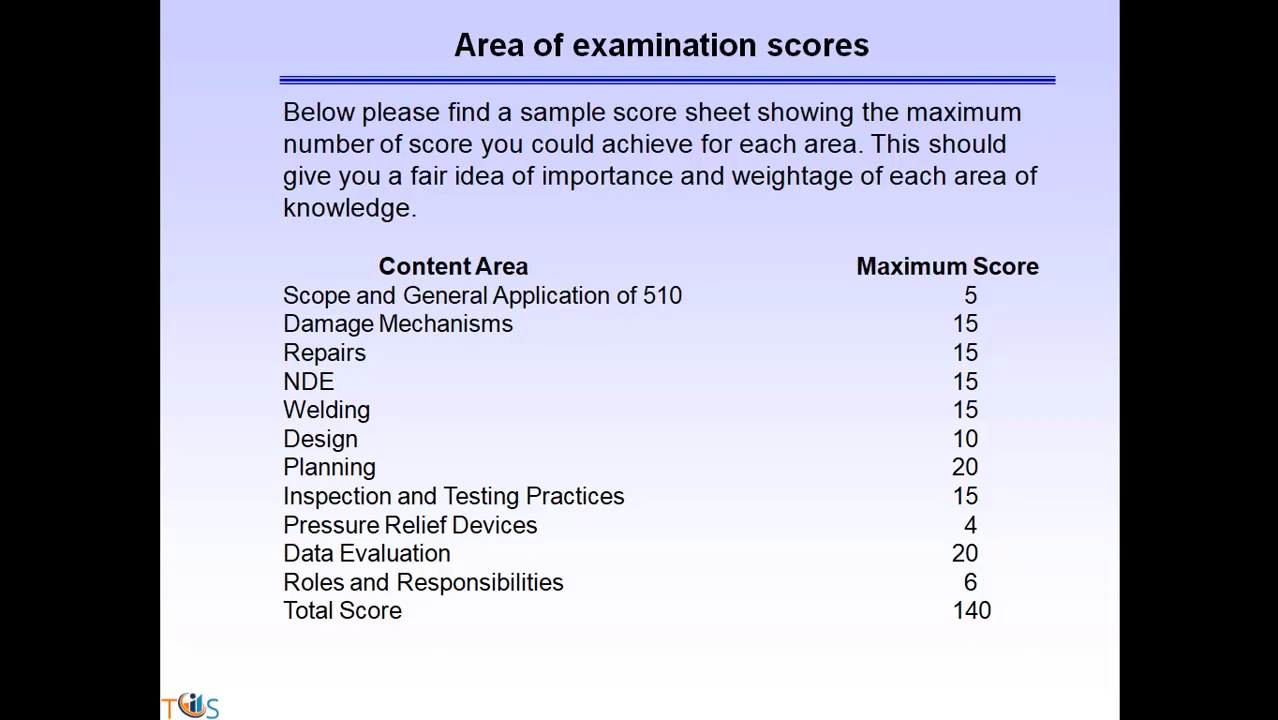 Area of examination scores
Below please find a sample score sheet showing the maximum
number of score you could achieve for each area. This should
give you a fair idea of importance and weightage of each area of
knowledge.
Content Area Maximum Score
Scope and General Application of 510 5
Damage Mechanisms 15
Repairs 15
NDE 15
Welding 15
Design 10
Planning 20
Inspection and Testing Practices 15
Pressure Relief Devices 4
Data Evaluation 20
Roles and Responsibilities 6
Total Score 140